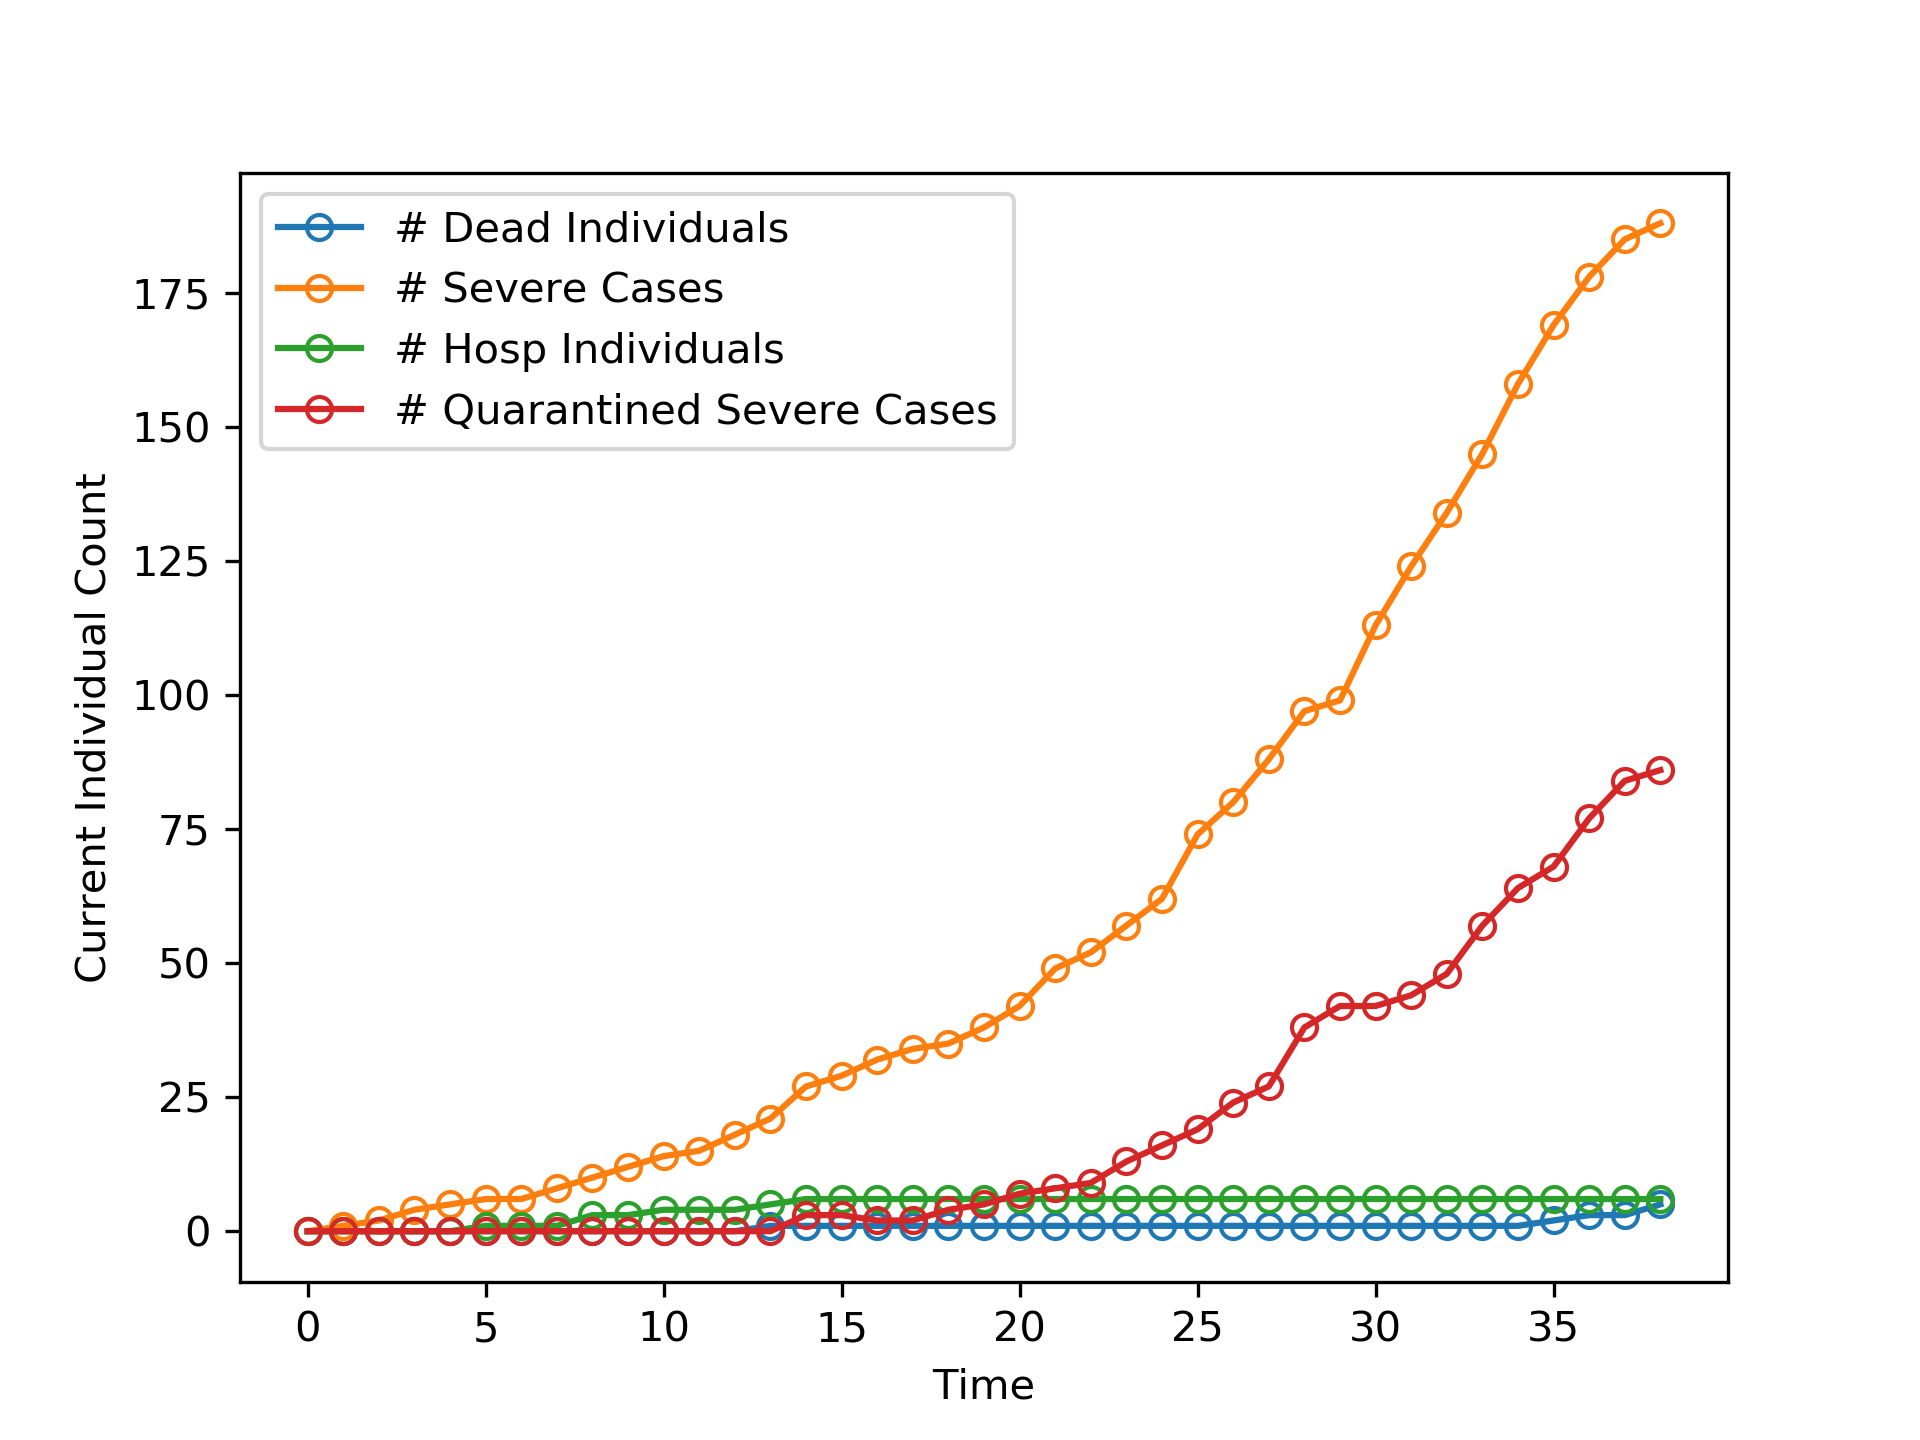 # Dead Individuals
# Severe Cases
# Hosp Individuals
# Quarantined Severe Cases
175
150
125
100
75
50
25
0
Current Individual Count
0 5 10 15 20 25 30 35
Time